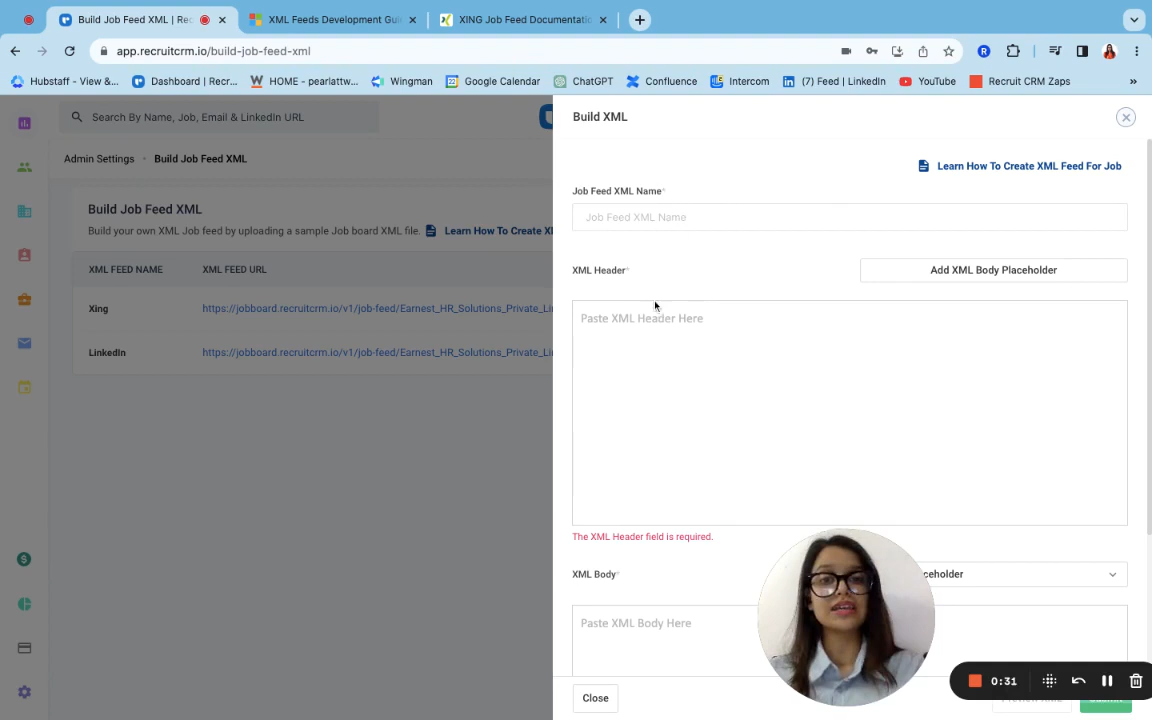 Build Job Feed XML | Rec
XML Feeds Development Gui
XING Job Feed Documentatio
app.recruitcrm.io/build-job-feed-xml
R
Hubstaff - View &...
Dashboard | Recr...
HOME - pearlattw...
Wingman
Google Calendar
ChatGPT
Confluence
Intercom
(7) Feed | LinkedIn
YouTube
Recruit CRM Zaps
»
Search By Name, Job, Email & LinkedIn URL
Build XML
Admin Settings
Build Job Feed XML
Learn How To Create XML Feed For Job
Job Feed XML Name*
Job Feed XML Name
Build Job Feed XML
Build your own XML Job feed by uploading a sample Job board XML file.
Learn How To Create X
XML FEED NAME
XML FEED URL
XML Header*
Add XML Body Placeholder
Xing
https://jobboard.recruitcrm.io/v1/job-feed/Earnest_HR_Solutions_Private_Li
Paste XML Header Here
LinkedIn
https://jobboard.recruitcrm.io/v1/job-feed/Earnest_HR_Solutions_Private_Li
The XML Header field is required.
XML Body*
ceholder
Paste XML Body Here
0:31
Close